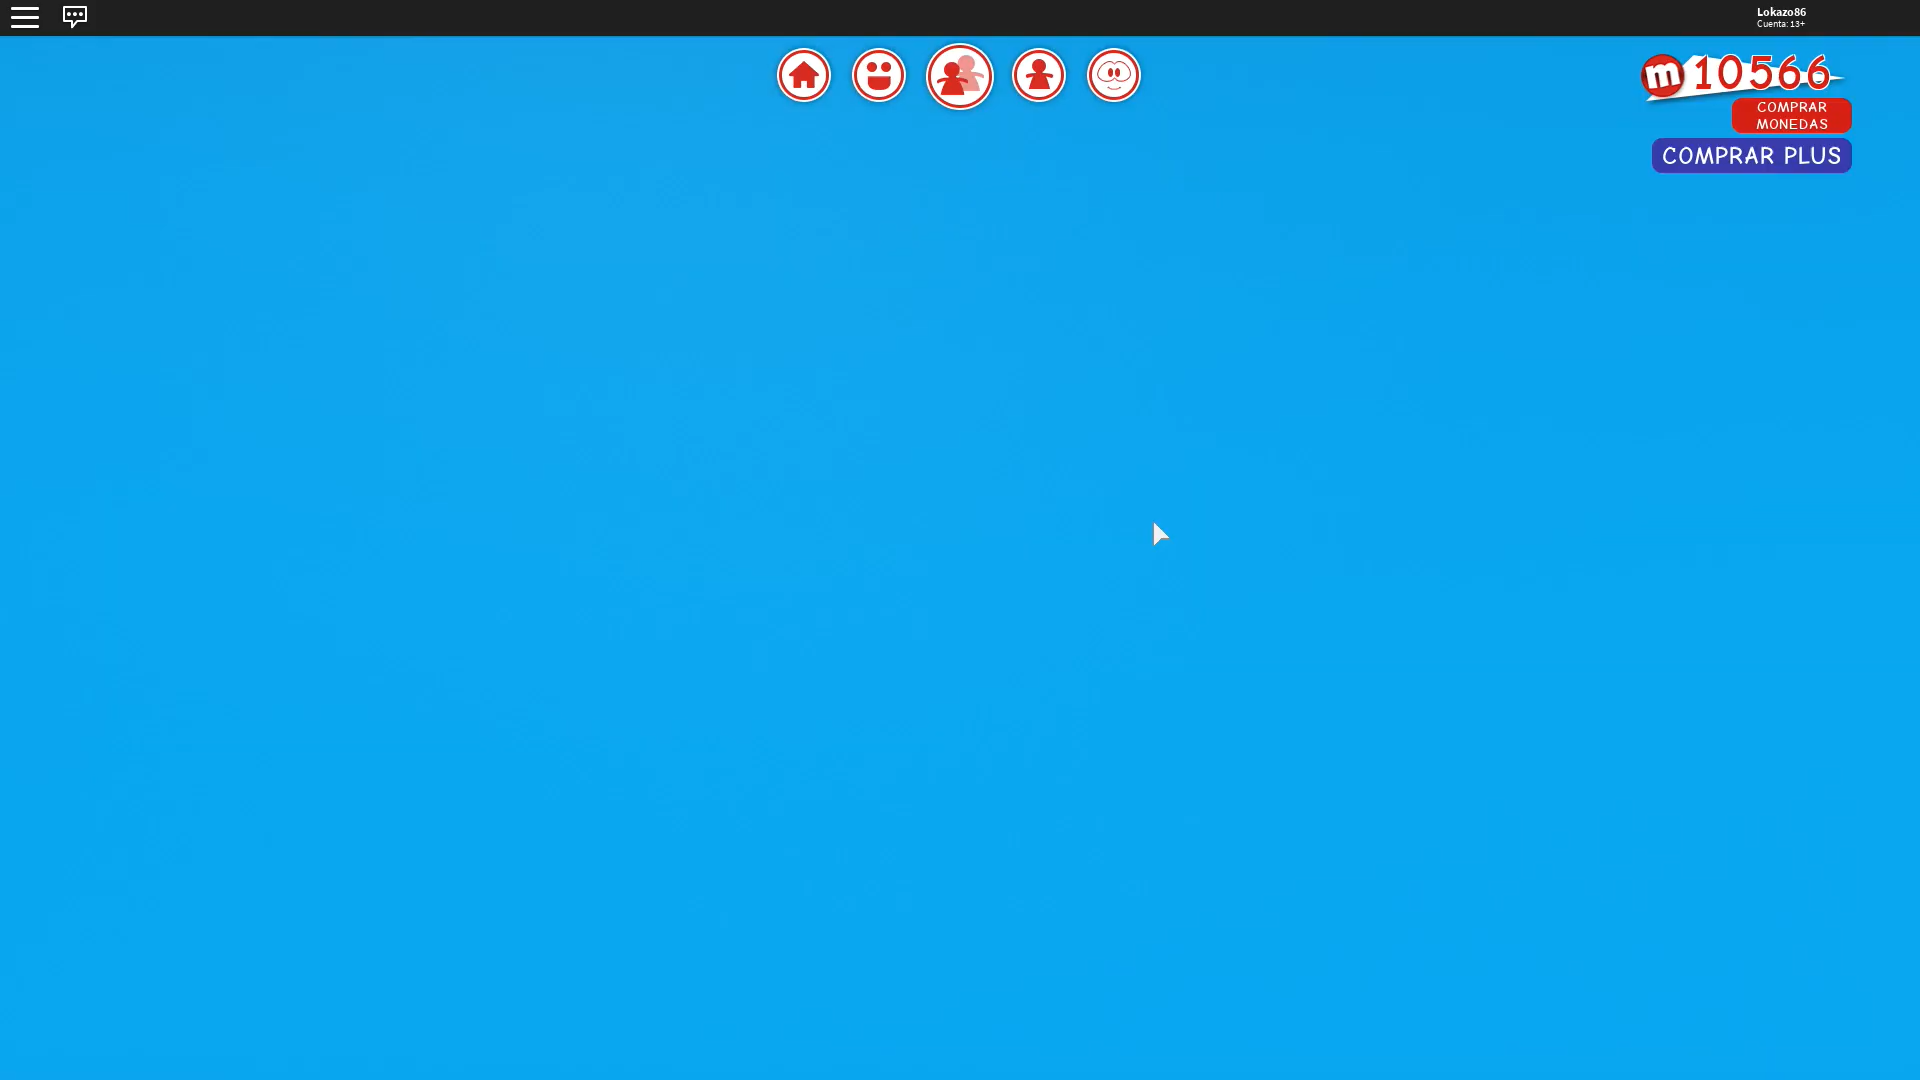 Lokazo86
Cuenta: 13+
m 10566
COMPRAR
MONEDAS
COMPRAR PLUS